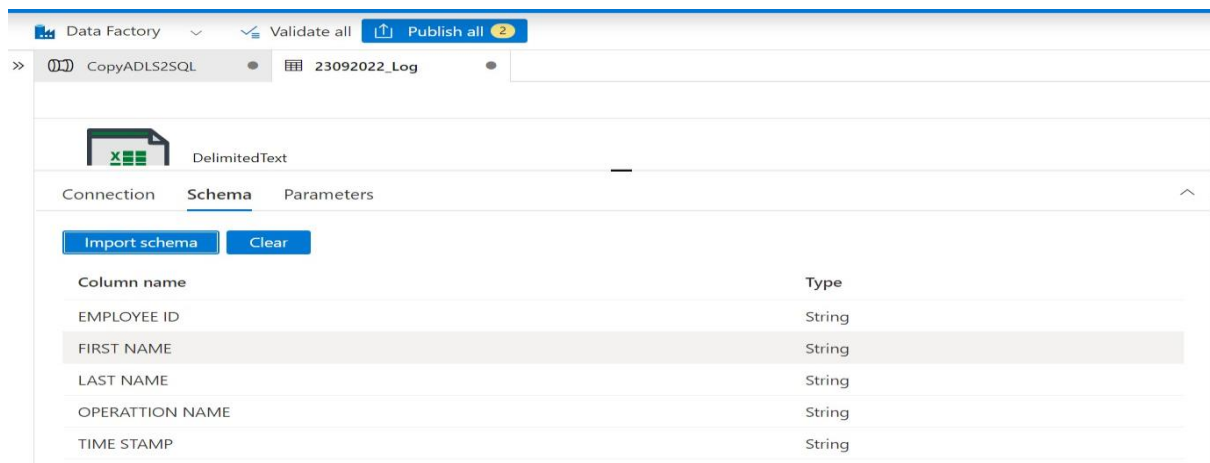 Data Factory Validate all Publish all 2
» CopyADLS2SQL 23092022_Log
DelimitedText
Connection Schema Parameters
Import schema Clear
Column name Type
EMPLOYEE ID String
FIRST NAME String
LAST NAME String
OPERATTION NAME String
TIME STAMP String